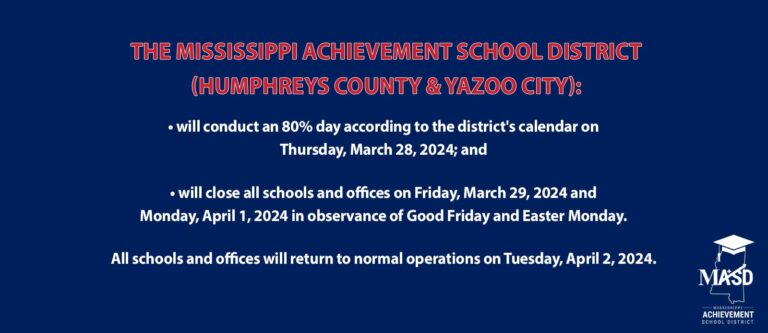 THE MISSISSIPPI ACHIEVEMENT SCHOOL DISTRICT
(HUMPHREYS COUNTY & YAZOO CITY):
• will conduct an 80% day according to the district's calendar on
Thursday, March 28, 2024; and
• will close all schools and offices on Friday, March 29, 2024 and
Monday, April 1, 2024 in observance of Good Friday and Easter Monday.
All schools and offices will return to normal operations on Tuesday, April 2, 2024.
MASD
MISSISSIPPI
ACHIEVEMENT
SCHOOL DISTRICT